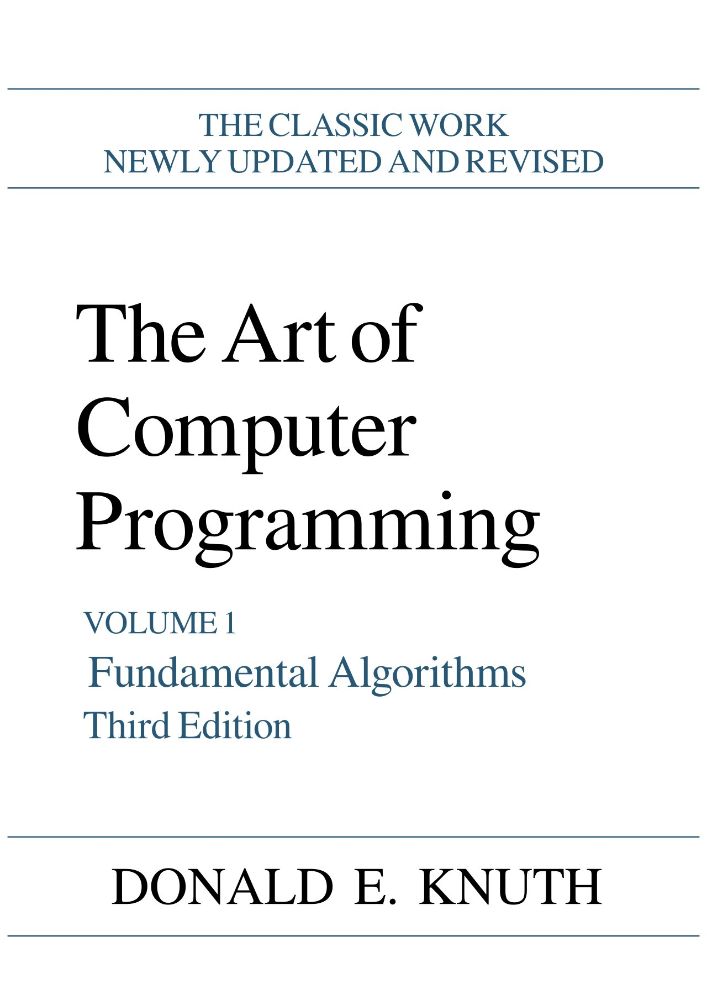 THE CLASSIC WORK
NEWLY UPDATED AND REVISED
The Art of
Computer
Programming
VOLUME 1
Fundamental Algorithms
Third Edition
DONALD E. KNUTH